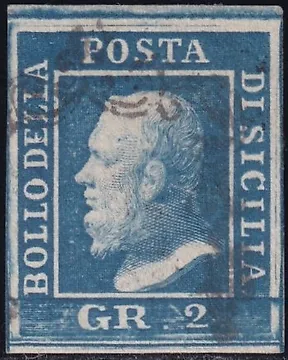 POSTA
BOLLO DELLA
DI SICILIA
GR. 2